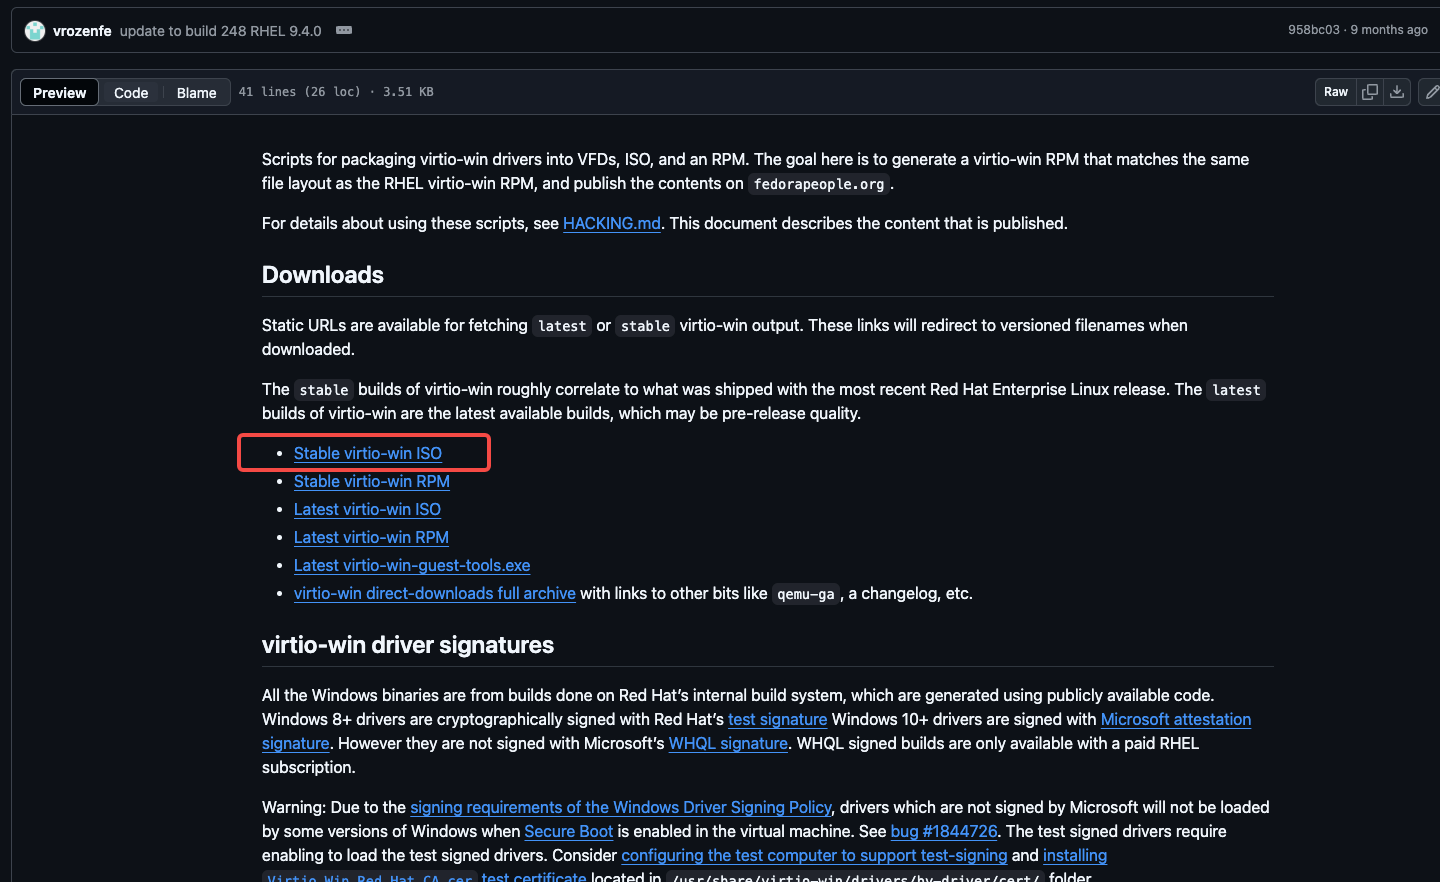 vrozenfe update to build 248 RHEL 9.4.0 958bc03 · 9 months ago
Preview Code Blame 41 lines (26 loc) · 3.51 KB Raw
Scripts for packaging virtio-win drivers into VFDs, ISO, and an RPM. The goal here is to generate a virtio-win RPM that matches the same
file layout as the RHEL virtio-win RPM, and publish the contents on fedorapeople.org .
For details about using these scripts, see HACKING.md. This document describes the content that is published.
Downloads
Static URLs are available for fetching latest or stable virtio-win output. These links will redirect to versioned filenames when
downloaded.
The stable builds of virtio-win roughly correlate to what was shipped with the most recent Red Hat Enterprise Linux release. The latest
builds of virtio-win are the latest available builds, which may be pre-release quality.
• Stable virtio-win ISO
• Stable virtio-win RPM
• Latest virtio-win ISO
• Latest virtio-win RPM
• Latest virtio-win-guest-tools.exe
• virtio-win direct-downloads full archive with links to other bits like qemu-ga , a changelog, etc.
virtio-win driver signatures
All the Windows binaries are from builds done on Red Hat’s internal build system, which are generated using publicly available code.
Windows 8+ drivers are cryptographically signed with Red Hat’s test signature Windows 10+ drivers are signed with Microsoft attestation
signature. However they are not signed with Microsoft’s WHQL signature. WHQL signed builds are only available with a paid RHEL
subscription.
Warning: Due to the signing requirements of the Windows Driver Signing Policy, drivers which are not signed by Microsoft will not be loaded
by some versions of Windows when Secure Boot is enabled in the virtual machine. See bug #1844726. The test signed drivers require
enabling to load the test signed drivers. Consider configuring the test computer to support test-signing and installing
Virtio_Win_Red_Hat_CA.cer test certificate located in /usr/share/virtio-win/drivers/by-driver/cert/ folder.